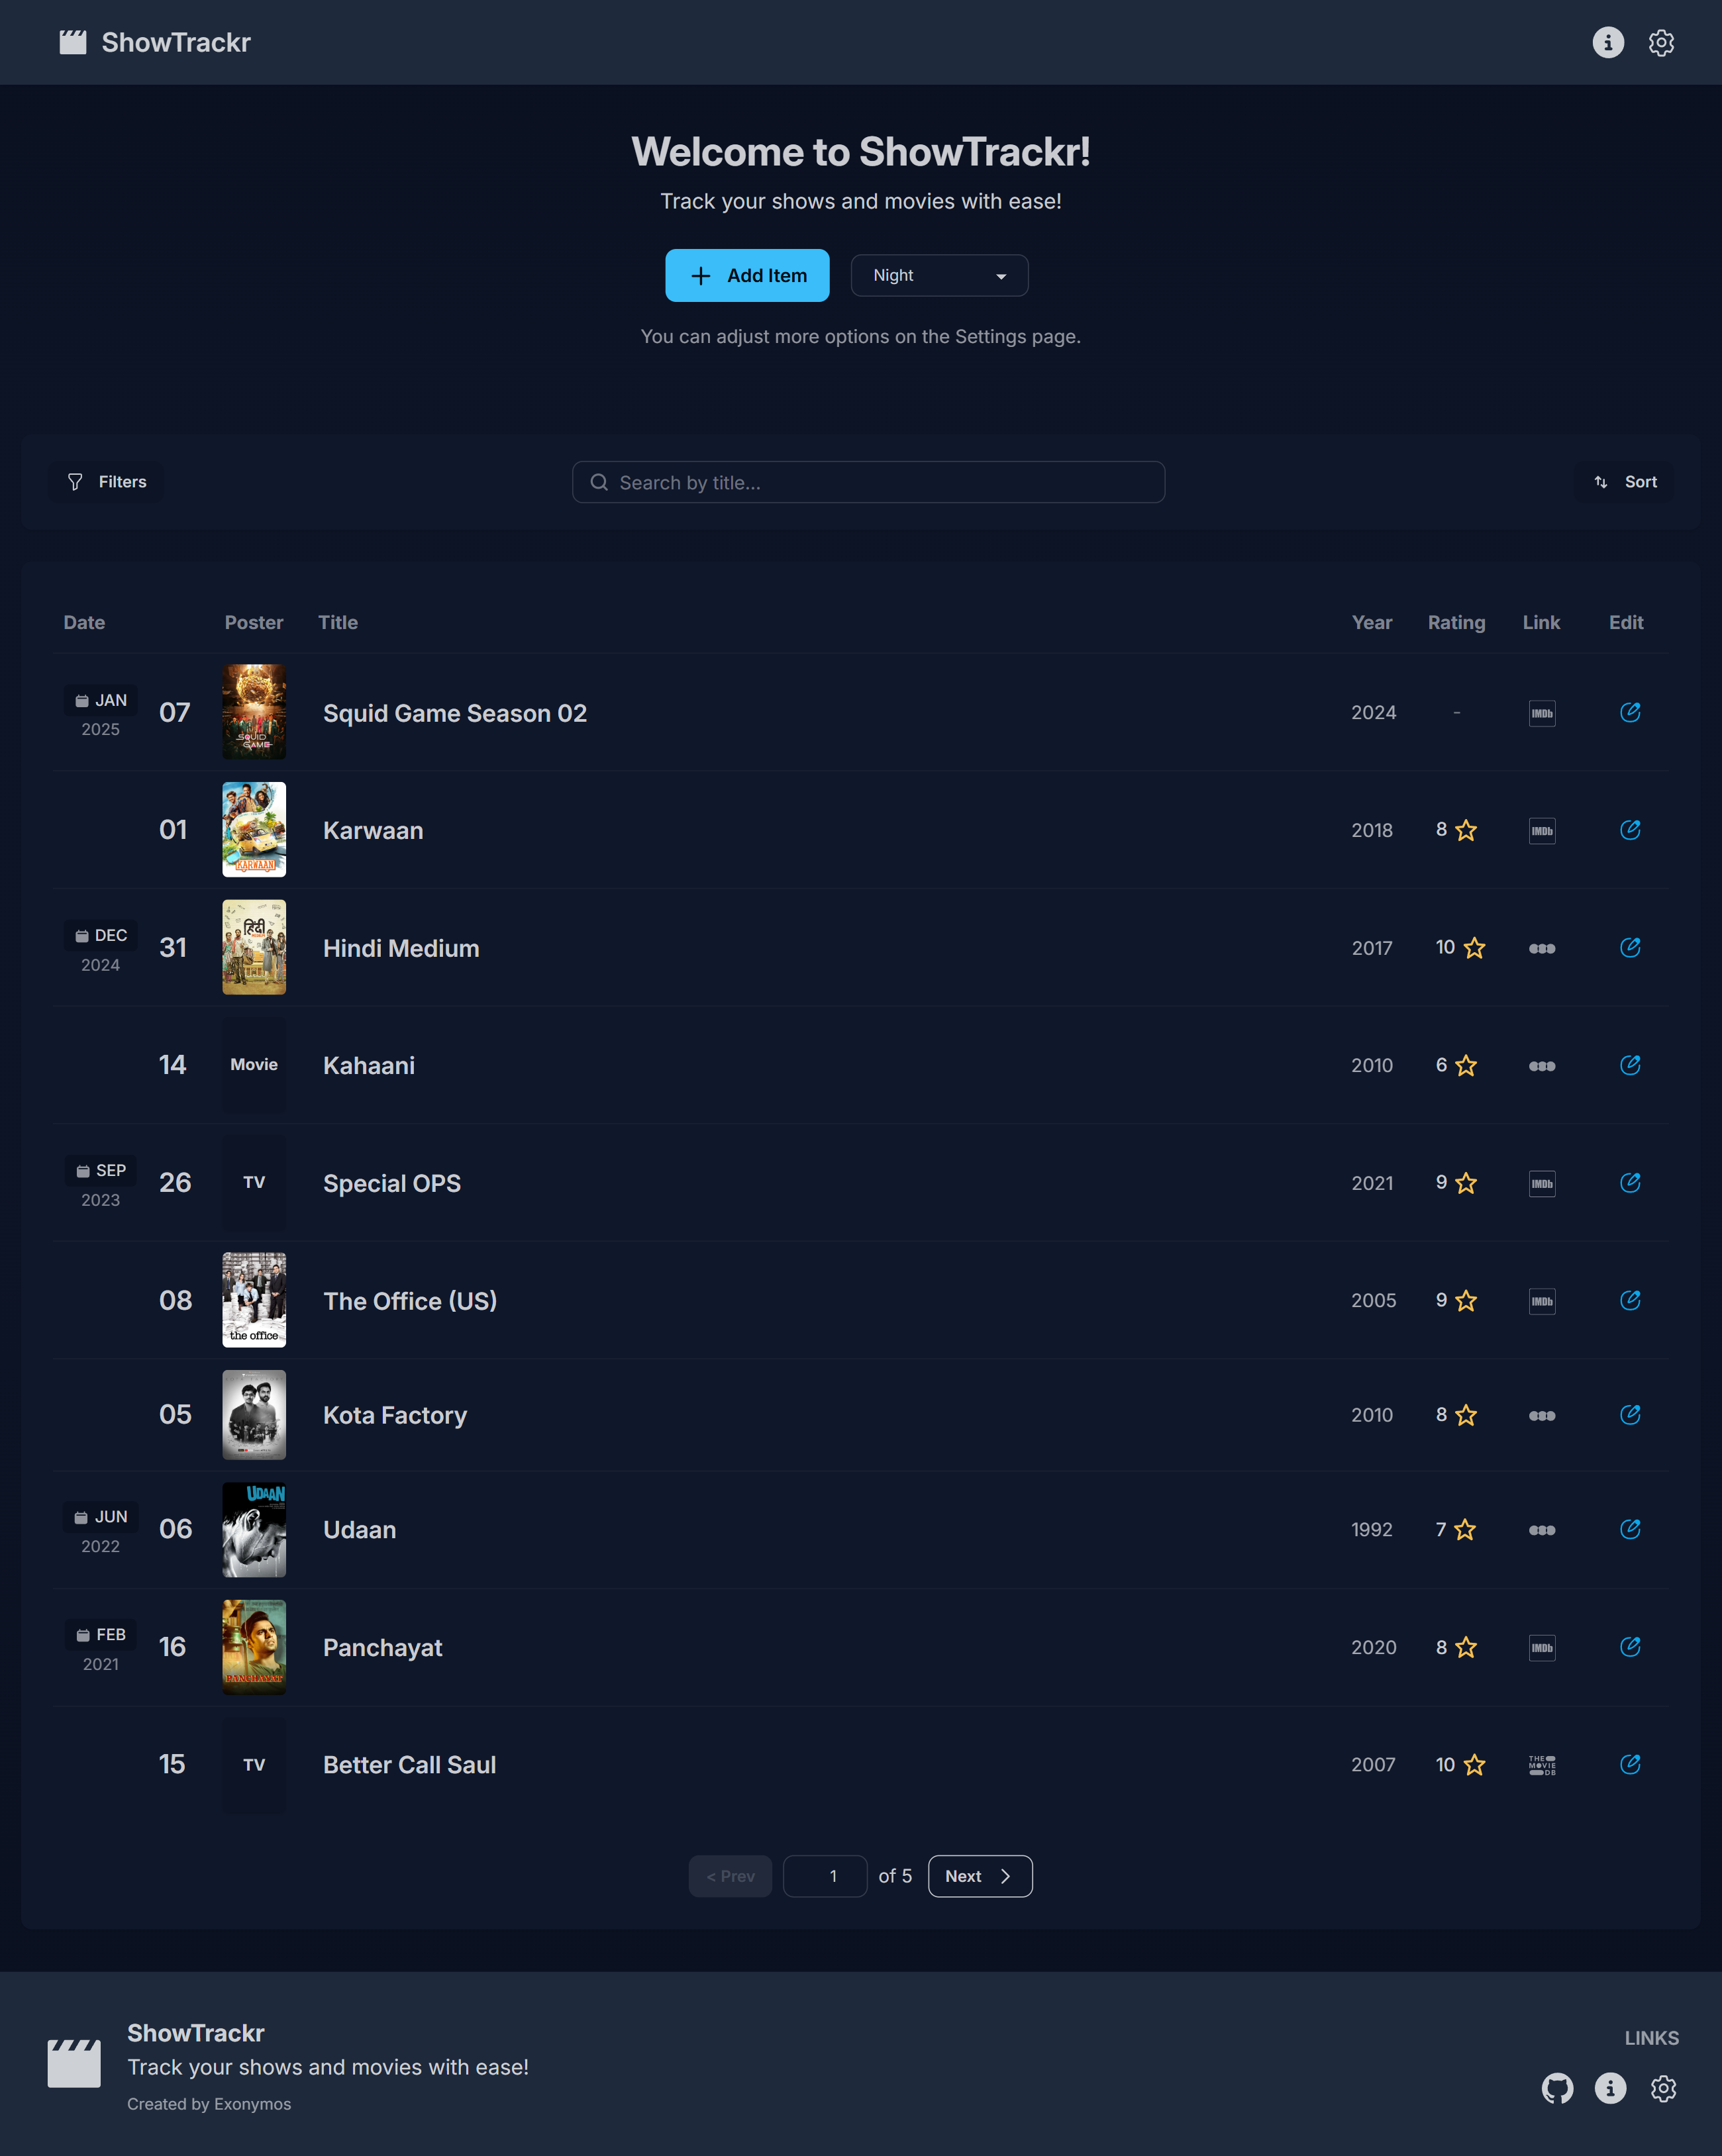 ShowTrackr
Welcome to ShowTrackr!
Track your shows and movies with ease!
Add Item
Night
You can adjust more options on the Settings page.
Filters
Search by title...
Sort
Date Poster Title Year Rating Link Edit
JAN
2025
07
SQUID
GAME
Squid Game Season 02
2024
-
IMDb
01
KARWAAN
Karwaan
2018
8
IMDb
DEC
2024
31
हिंदी
Hindi Medium
2017
10
14
Movie
Kahaani
2010
6
SEP
2023
26
TV
Special OPS
2021
9
IMDb
08
the office
The Office (US)
2005
9
IMDb
05
Kota Factory
2010
8
JUN
2022
06
UDAAN
Udaan
1992
7
FEB
2021
16
PANCHAYAT
Panchayat
2020
8
IMDb
15
TV
Better Call Saul
2007
10
THE
MOVIE
DB
< Prev
1
of 5
Next
ShowTrackr
Track your shows and movies with ease!
Created by Exonymos
LINKS